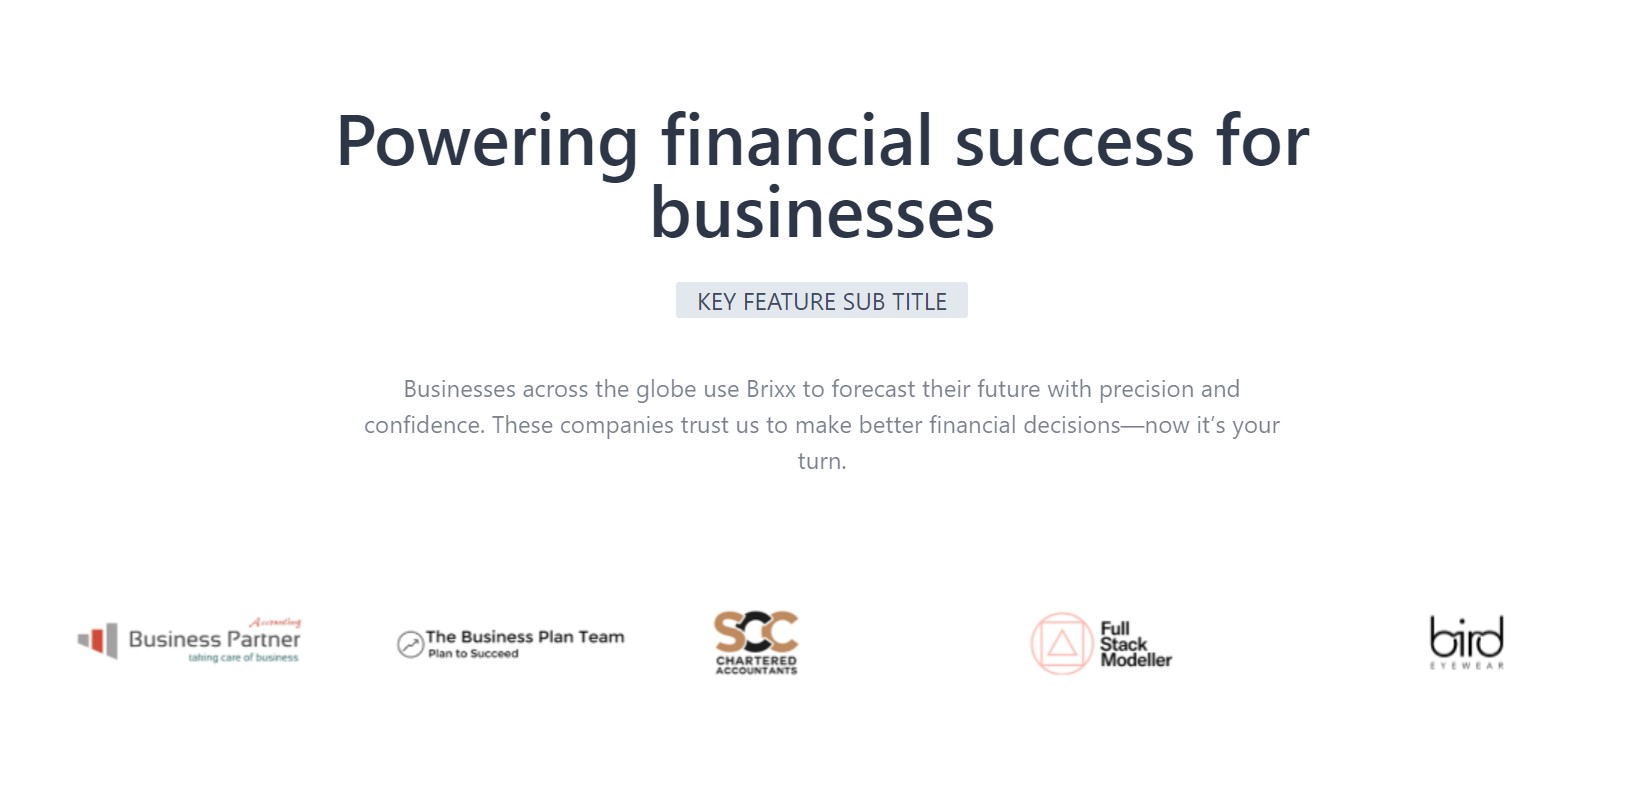 Powering financial success for
businesses
KEY FEATURE SUB TITLE
Businesses across the globe use Brixx to forecast their future with precision and
confidence. These companies trust us to make better financial decisions—now it’s your
turn.
Accounting
Business Partner
taking care of business
The Business Plan Team
Plan to Succeed
SCC
CHARTERED
ACCOUNTANTS
Full
Stack
Modeller
bird
EYEWEAR